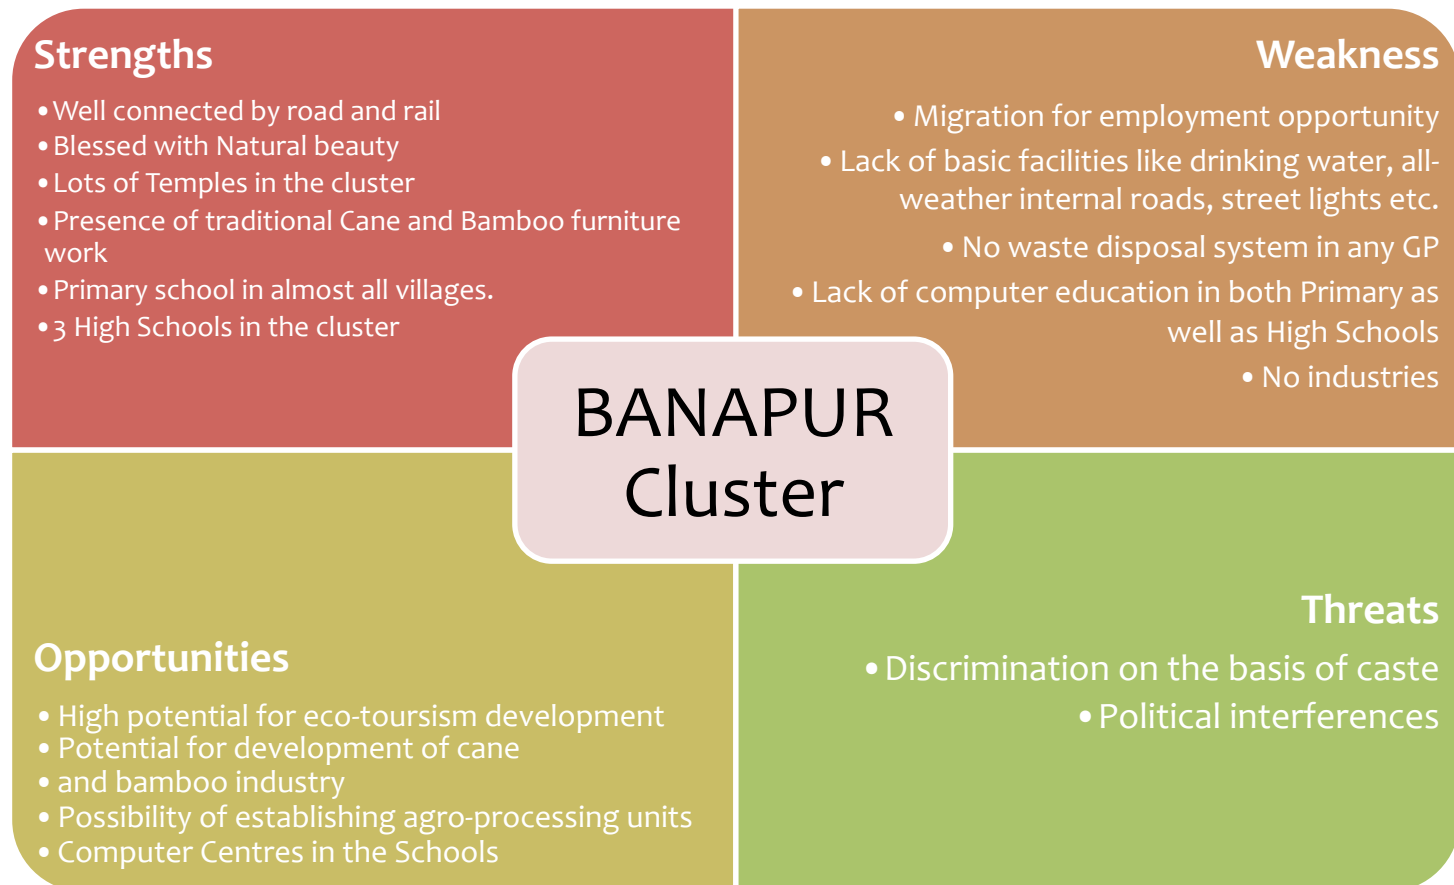 Strengths
•Well connected by road and rail
•Blessed with Natural beauty
•Lots of Temples in the cluster
•Presence of traditional Cane and Bamboo furniture
work
•Primary school in almost all villages.
•3 High Schools in the cluster
Weakness
• Migration for employment opportunity
• Lack of basic facilities like drinking water, all-
weather internal roads, street lights etc.
• No waste disposal system in any GP
• Lack of computer education in both Primary as
well as High Schools
• No industries
BANAPUR
Cluster
Opportunities
• High potential for eco-toursism development
• Potential for development of cane
• and bamboo industry
• Possibility of establishing agro-processing units
• Computer Centres in the Schools
Threats
•Discrimination on the basis of caste
•Political interferences